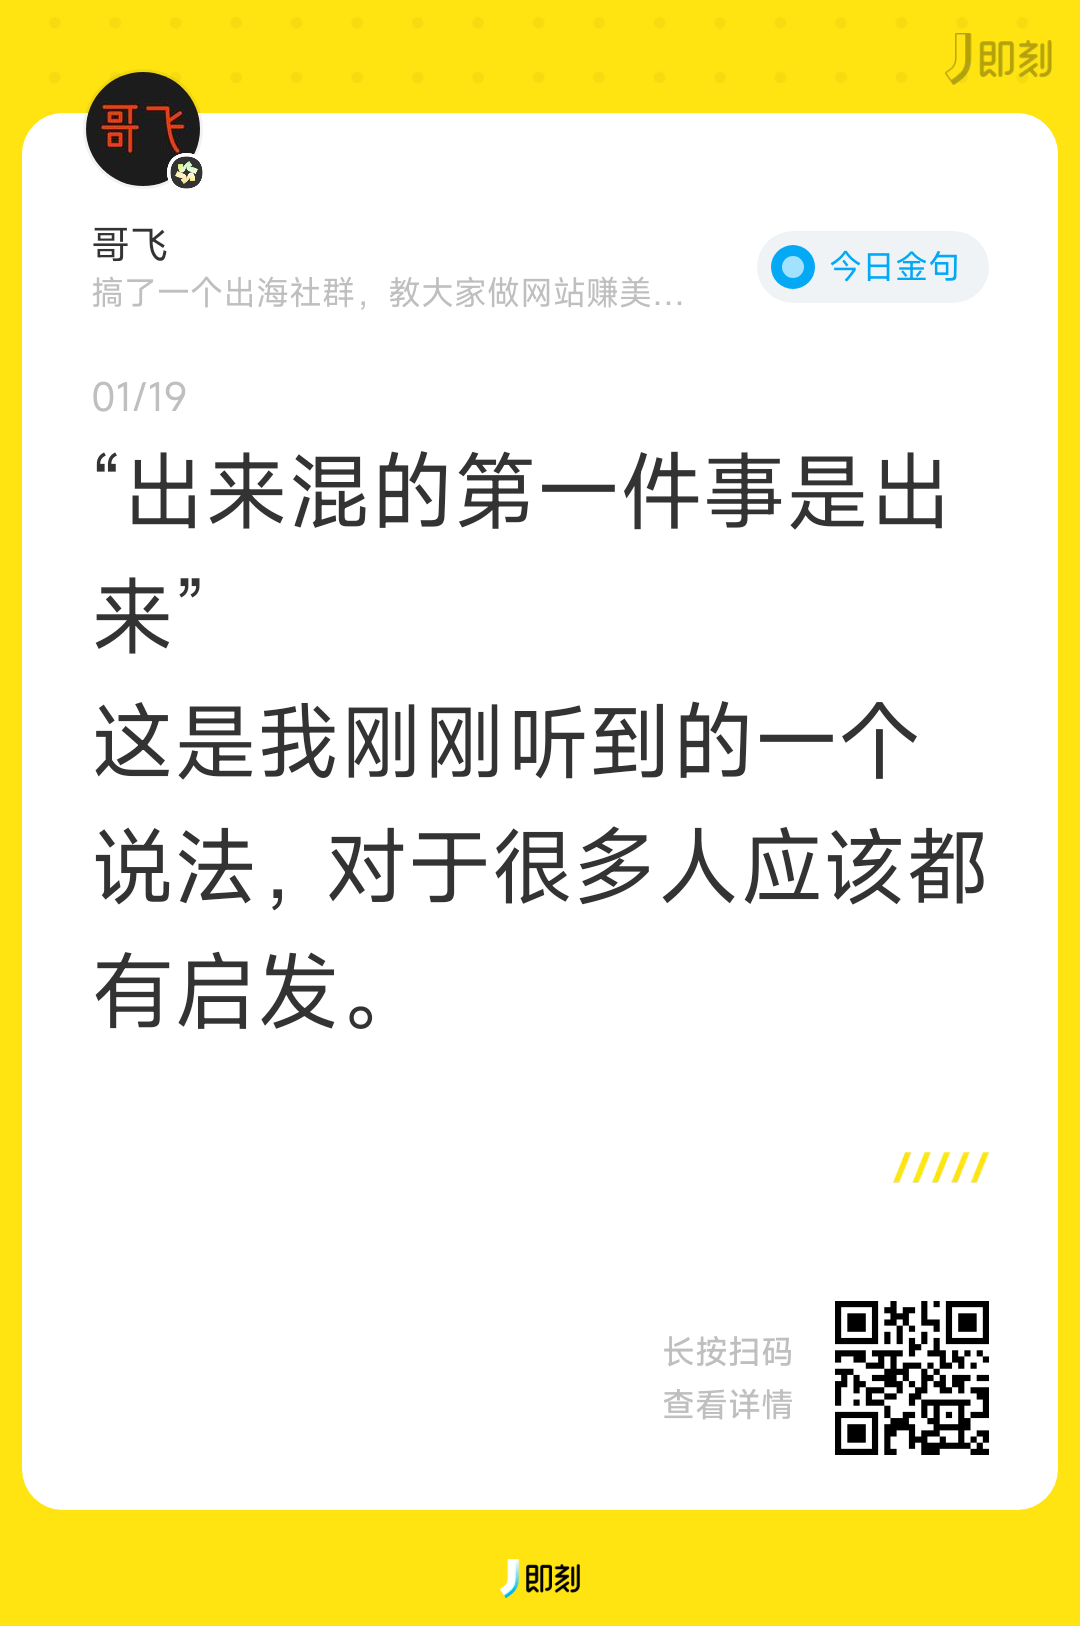 即刻
哥飞
哥飞
搞了一个出海社群，教大家做网站赚美...
今日金句
01/19
“出来混的第一件事是出
来”
这是我刚刚听到的一个
说法，对于很多人应该都
有启发。
长按扫码
查看详情
即刻